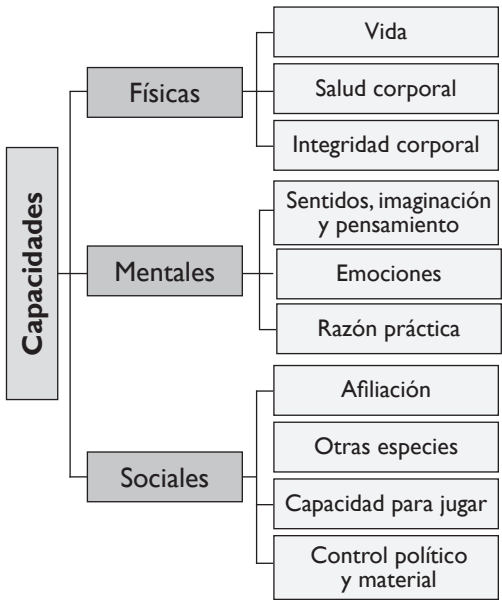 Capacidades
Físicas
Vida
Salud corporal
Integridad corporal
Mentales
Sentidos, imaginación
y pensamiento
Emociones
Razón práctica
Sociales
Afiliación
Otras especies
Capacidad para jugar
Control político
y material